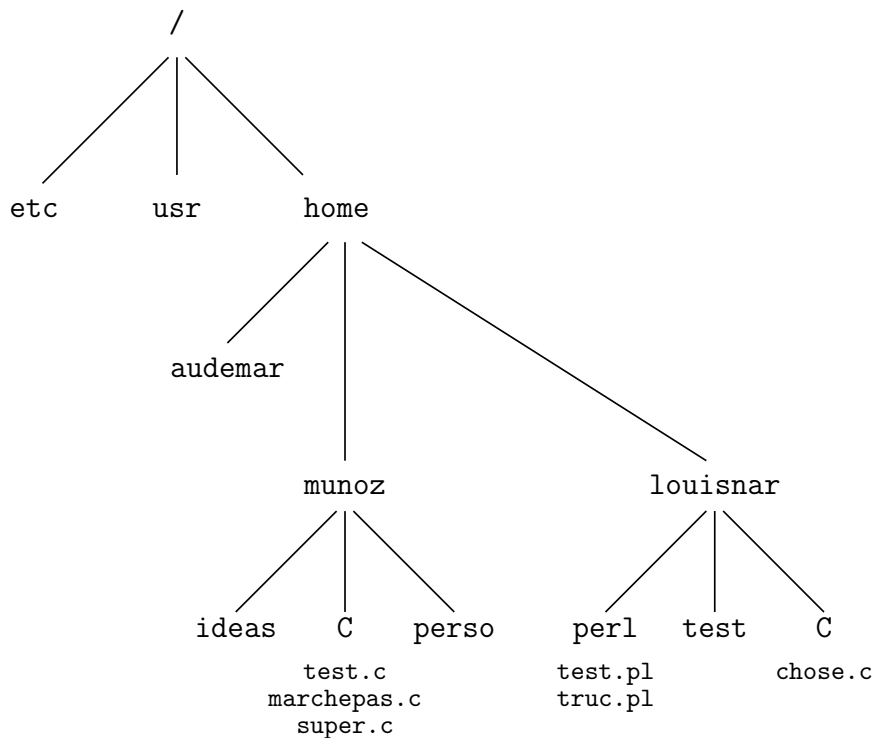 /
etc usr home
audemar
munoz louisnar
ideas C perso perl test C
test.c test.pl chose.c
marchepas.c truc.pl
super.c